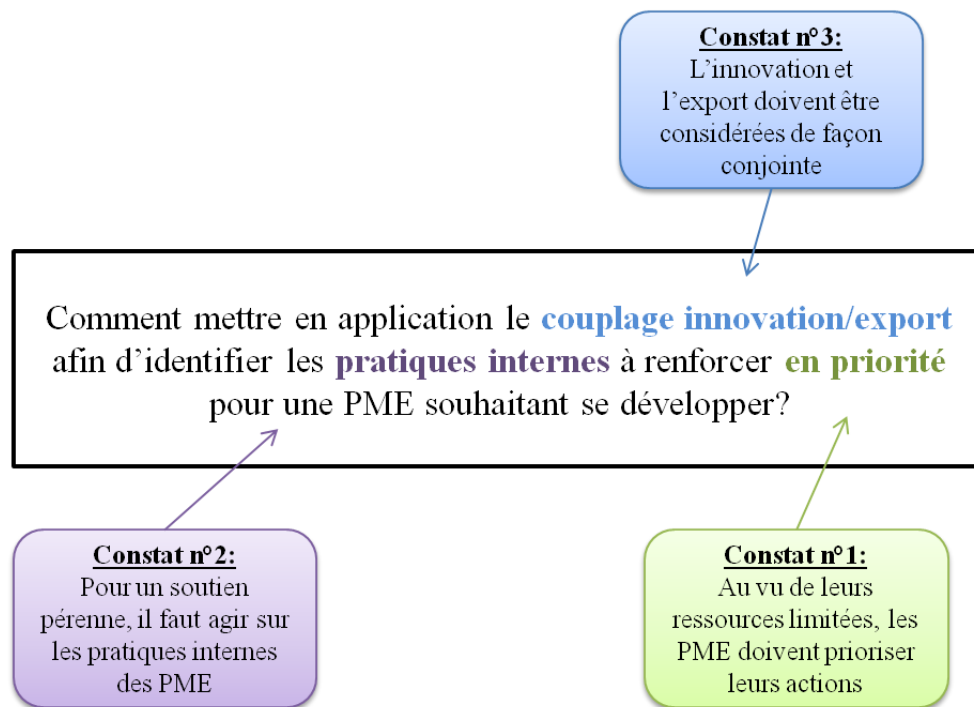 Constat n°3:
L'innovation et
l'export doivent être
considérées de façon
conjointe
Comment mettre en application le couplage innovation/export
afin d'identifier les pratiques internes à renforcer en priorité
pour une PME souhaitant se développer?
Constat n°2:
Pour un soutien
pérenne, il faut agir sur
les pratiques internes
des PME
Constat n°1:
Au vu de leurs
ressources limitées, les
PME doivent prioriser
leurs actions